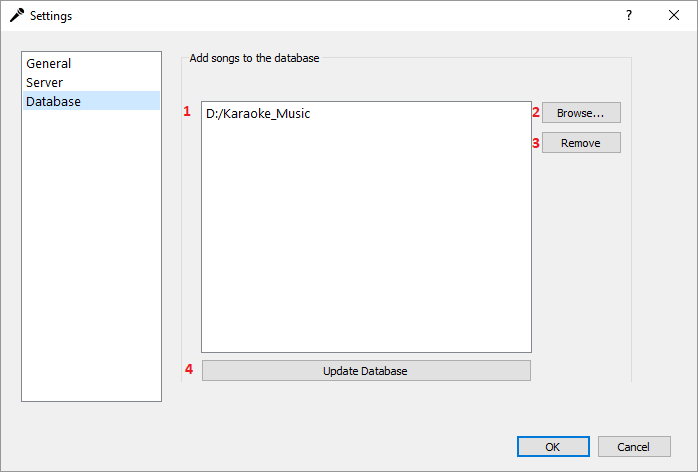 Settings
?
General
Server
Database
Add songs to the database
1
D:/Karaoke_Music
2
Browse...
3
Remove
4
Update Database
OK
Cancel